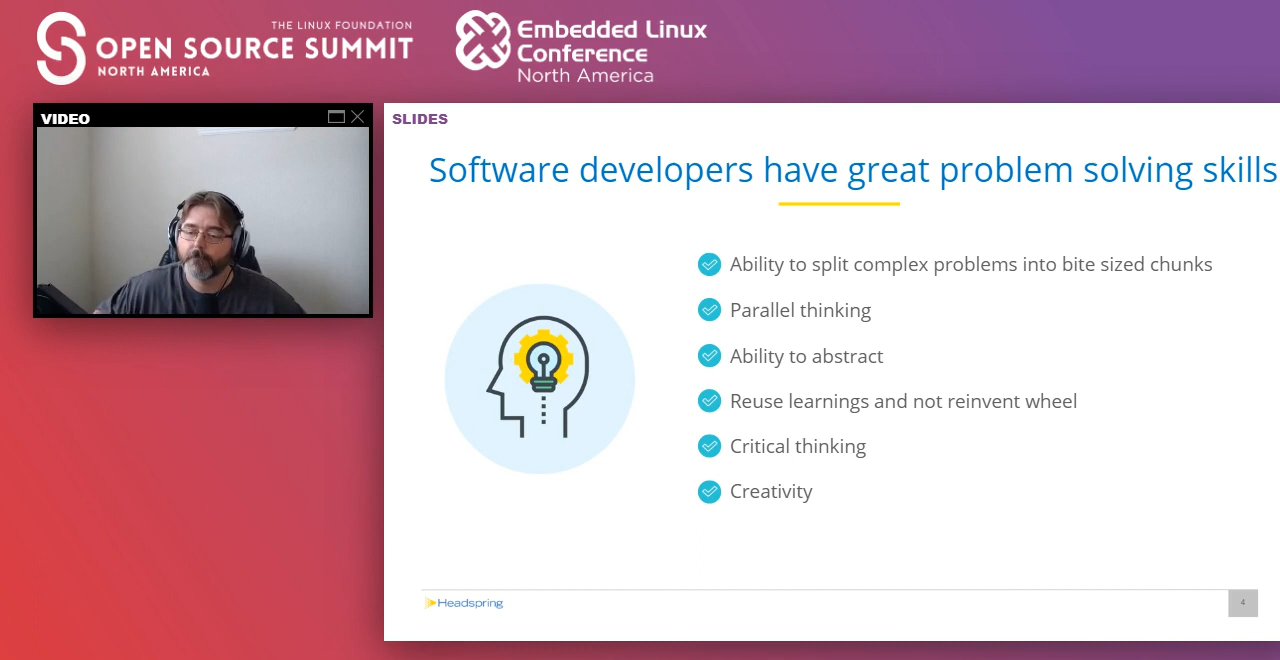 THE LINUX FOUNDATION
OPEN SOURCE SUMMIT
NORTH AMERICA
Embedded Linux
Conference
North America
VIDEO
SLIDES
Software developers have great problem solving skills
Ability to split complex problems into bite sized chunks
Parallel thinking
Ability to abstract
Reuse learnings and not reinvent wheel
Critical thinking
Creativity
Headspring
4